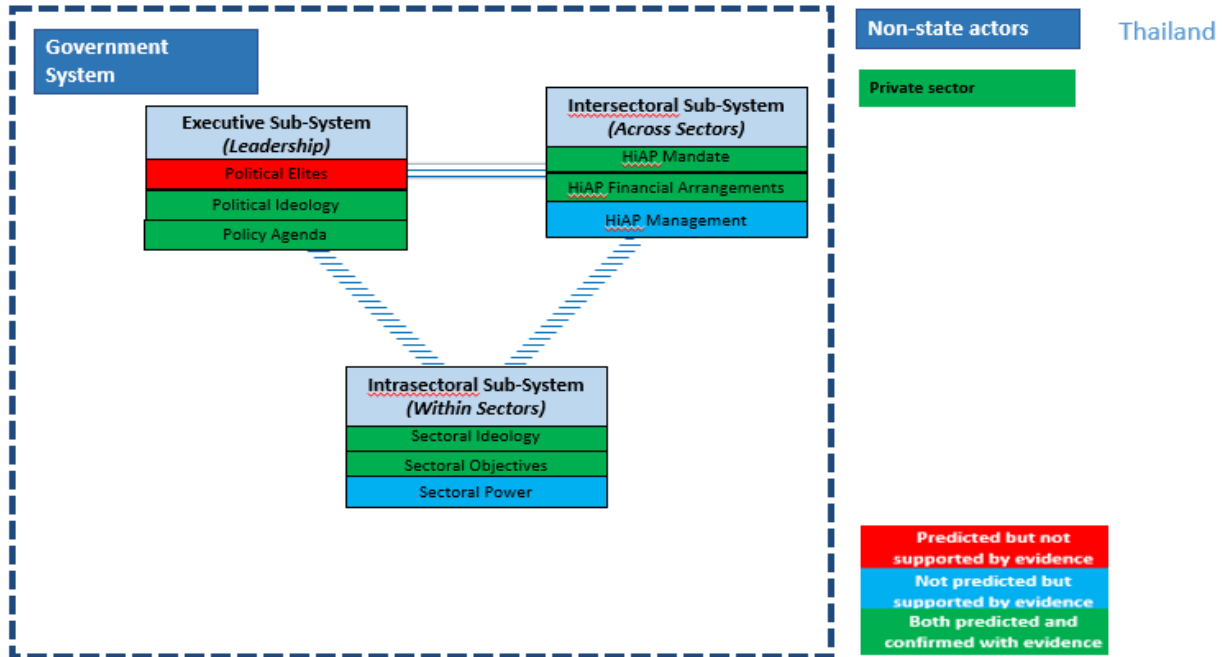 Government
System
Non-state actors
Thailand
Private sector
Executive Sub-System
(Leadership)
Political Elites
Political Ideology
Policy Agenda
Intersectoral Sub-System
(Across Sectors)
HiAP Mandate
HiAP Financial Arrangements
HiAP Management
Intrasectoral Sub-System
(Within Sectors)
Sectoral Ideology
Sectoral Objectives
Sectoral Power
Predicted but not
supported by evidence
Not predicted but
supported by evidence
Both predicted and
confirmed with evidence